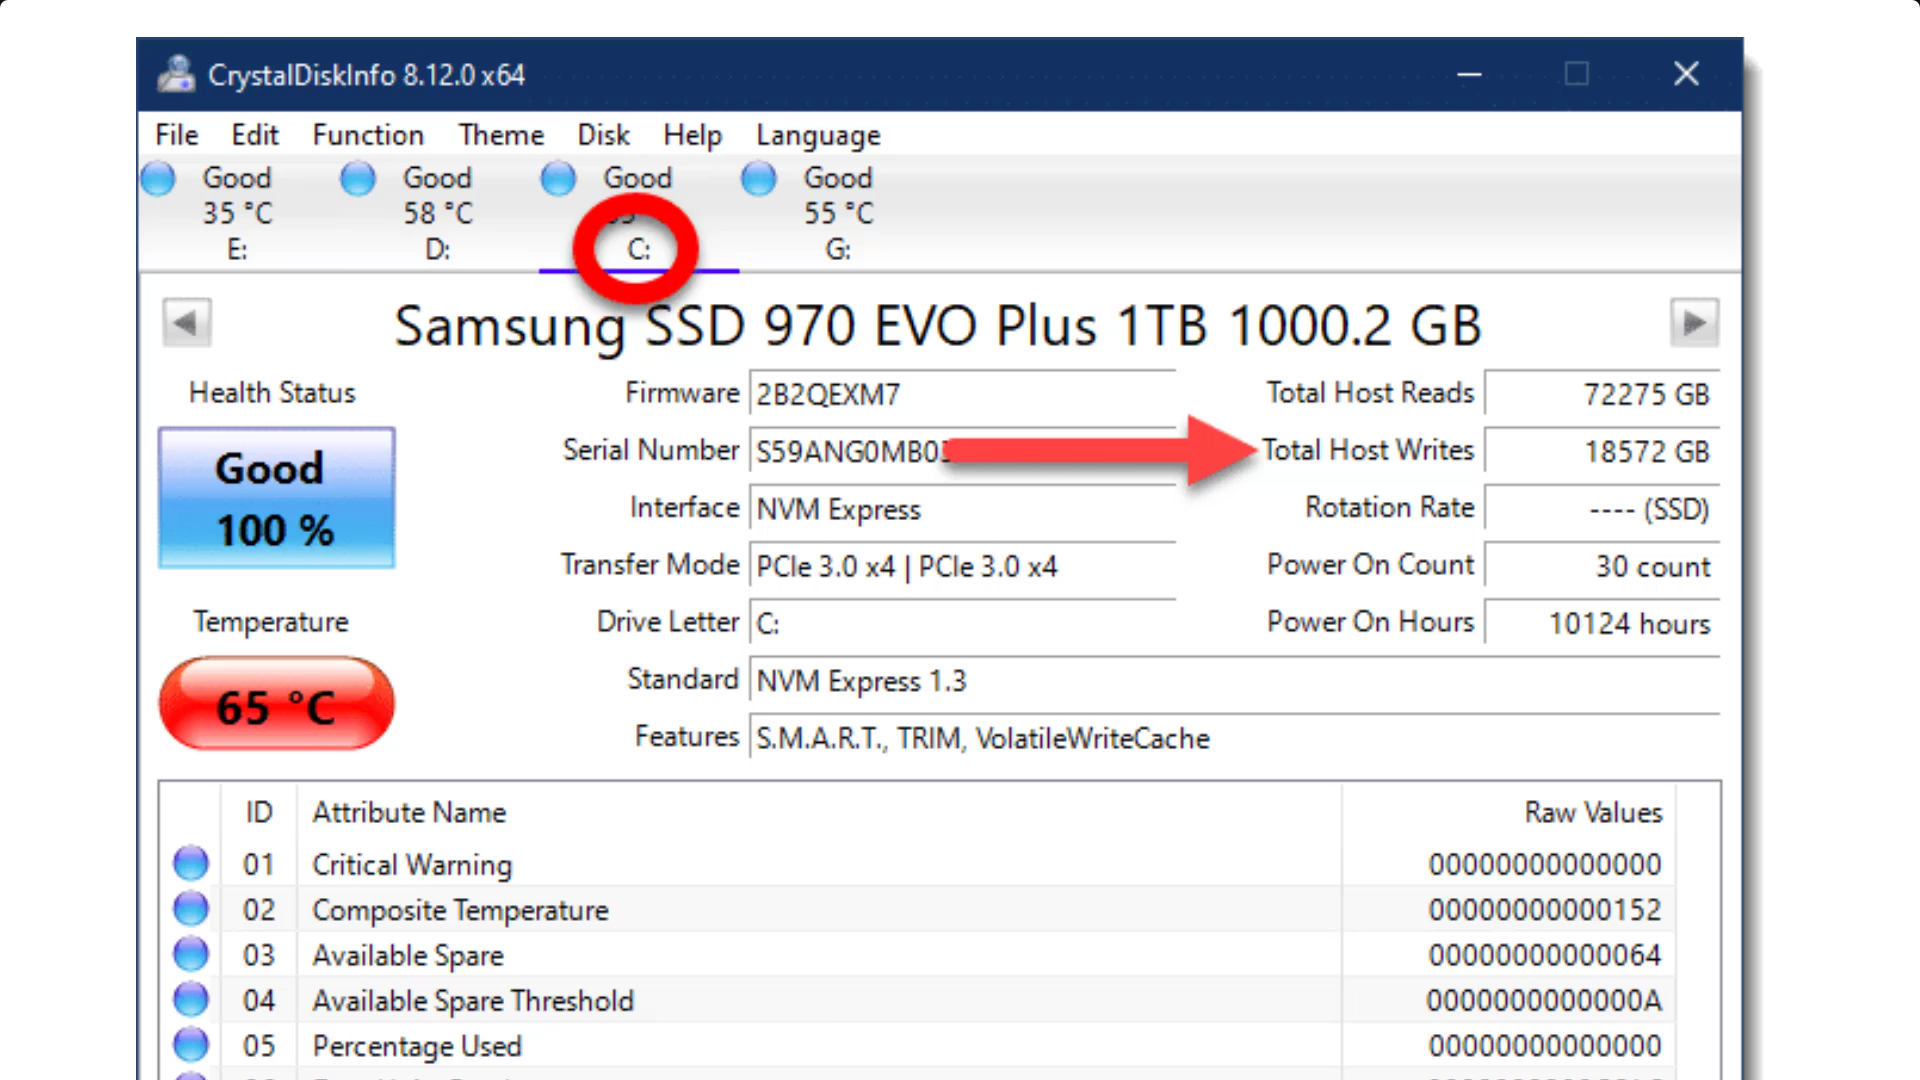 CrystalDiskInfo 8.12.0 x64
File Edit Function Theme Disk Help Language
Good Good Good Good
35 °C 58 °C 55 °C
E: D: C: G:
Samsung SSD 970 EVO Plus 1TB 1000.2 GB
Health Status Firmware 2B2QEXM7 Total Host Reads 72275 GB
Good Serial Number S59ANG0MB0 Total Host Writes 18572 GB
100 % Interface NVM Express Rotation Rate ---- (SSD)
Transfer Mode PCIe 3.0 x4 | PCIe 3.0 x4 Power On Count 30 count
Temperature Drive Letter C: Power On Hours 10124 hours
65 °C Standard NVM Express 1.3
Features S.M.A.R.T., TRIM, VolatileWriteCache
ID Attribute Name Raw Values
01 Critical Warning 00000000000000
02 Composite Temperature 00000000000152
03 Available Spare 00000000000064
04 Available Spare Threshold 0000000000000A
05 Percentage Used 00000000000000